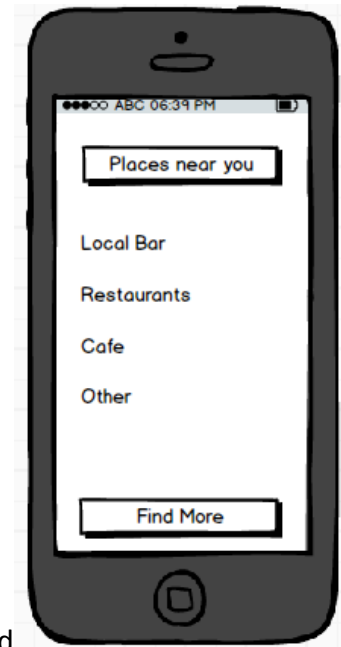 ABC 06:39 PM
Places near you
Local Bar
Restaurants
Cafe
Other
Find More
d